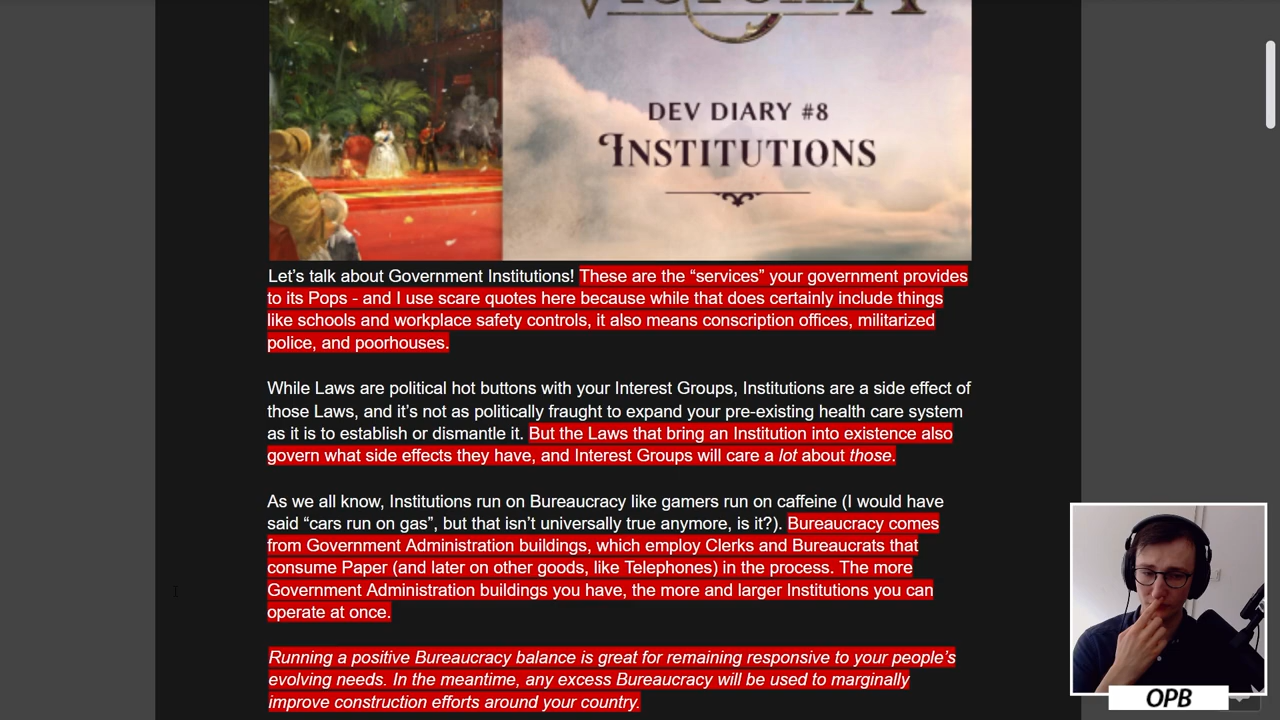 DEV DIARY #8
INSTITUTIONS
Let’s talk about Government Institutions! These are the “services” your government provides
to its Pops - and I use scare quotes here because while that does certainly include things
like schools and workplace safety controls, it also means conscription offices, militarized
police, and poorhouses.
While Laws are political hot buttons with your Interest Groups, Institutions are a side effect of
those Laws, and it’s not as politically fraught to expand your pre-existing health care system
as it is to establish or dismantle it. But the Laws that bring an Institution into existence also
govern what side effects they have, and Interest Groups will care a lot about those.
As we all know, Institutions run on Bureaucracy like gamers run on caffeine (I would have
said “cars run on gas”, but that isn’t universally true anymore, is it?). Bureaucracy comes
from Government Administration buildings, which employ Clerks and Bureaucrats that
consume Paper (and later on other goods, like Telephones) in the process. The more
Government Administration buildings you have, the more and larger Institutions you can
operate at once.
Running a positive Bureaucracy balance is great for remaining responsive to your people’s
evolving needs. In the meantime, any excess Bureaucracy will be used to marginally
improve construction efforts around your country.
OPB